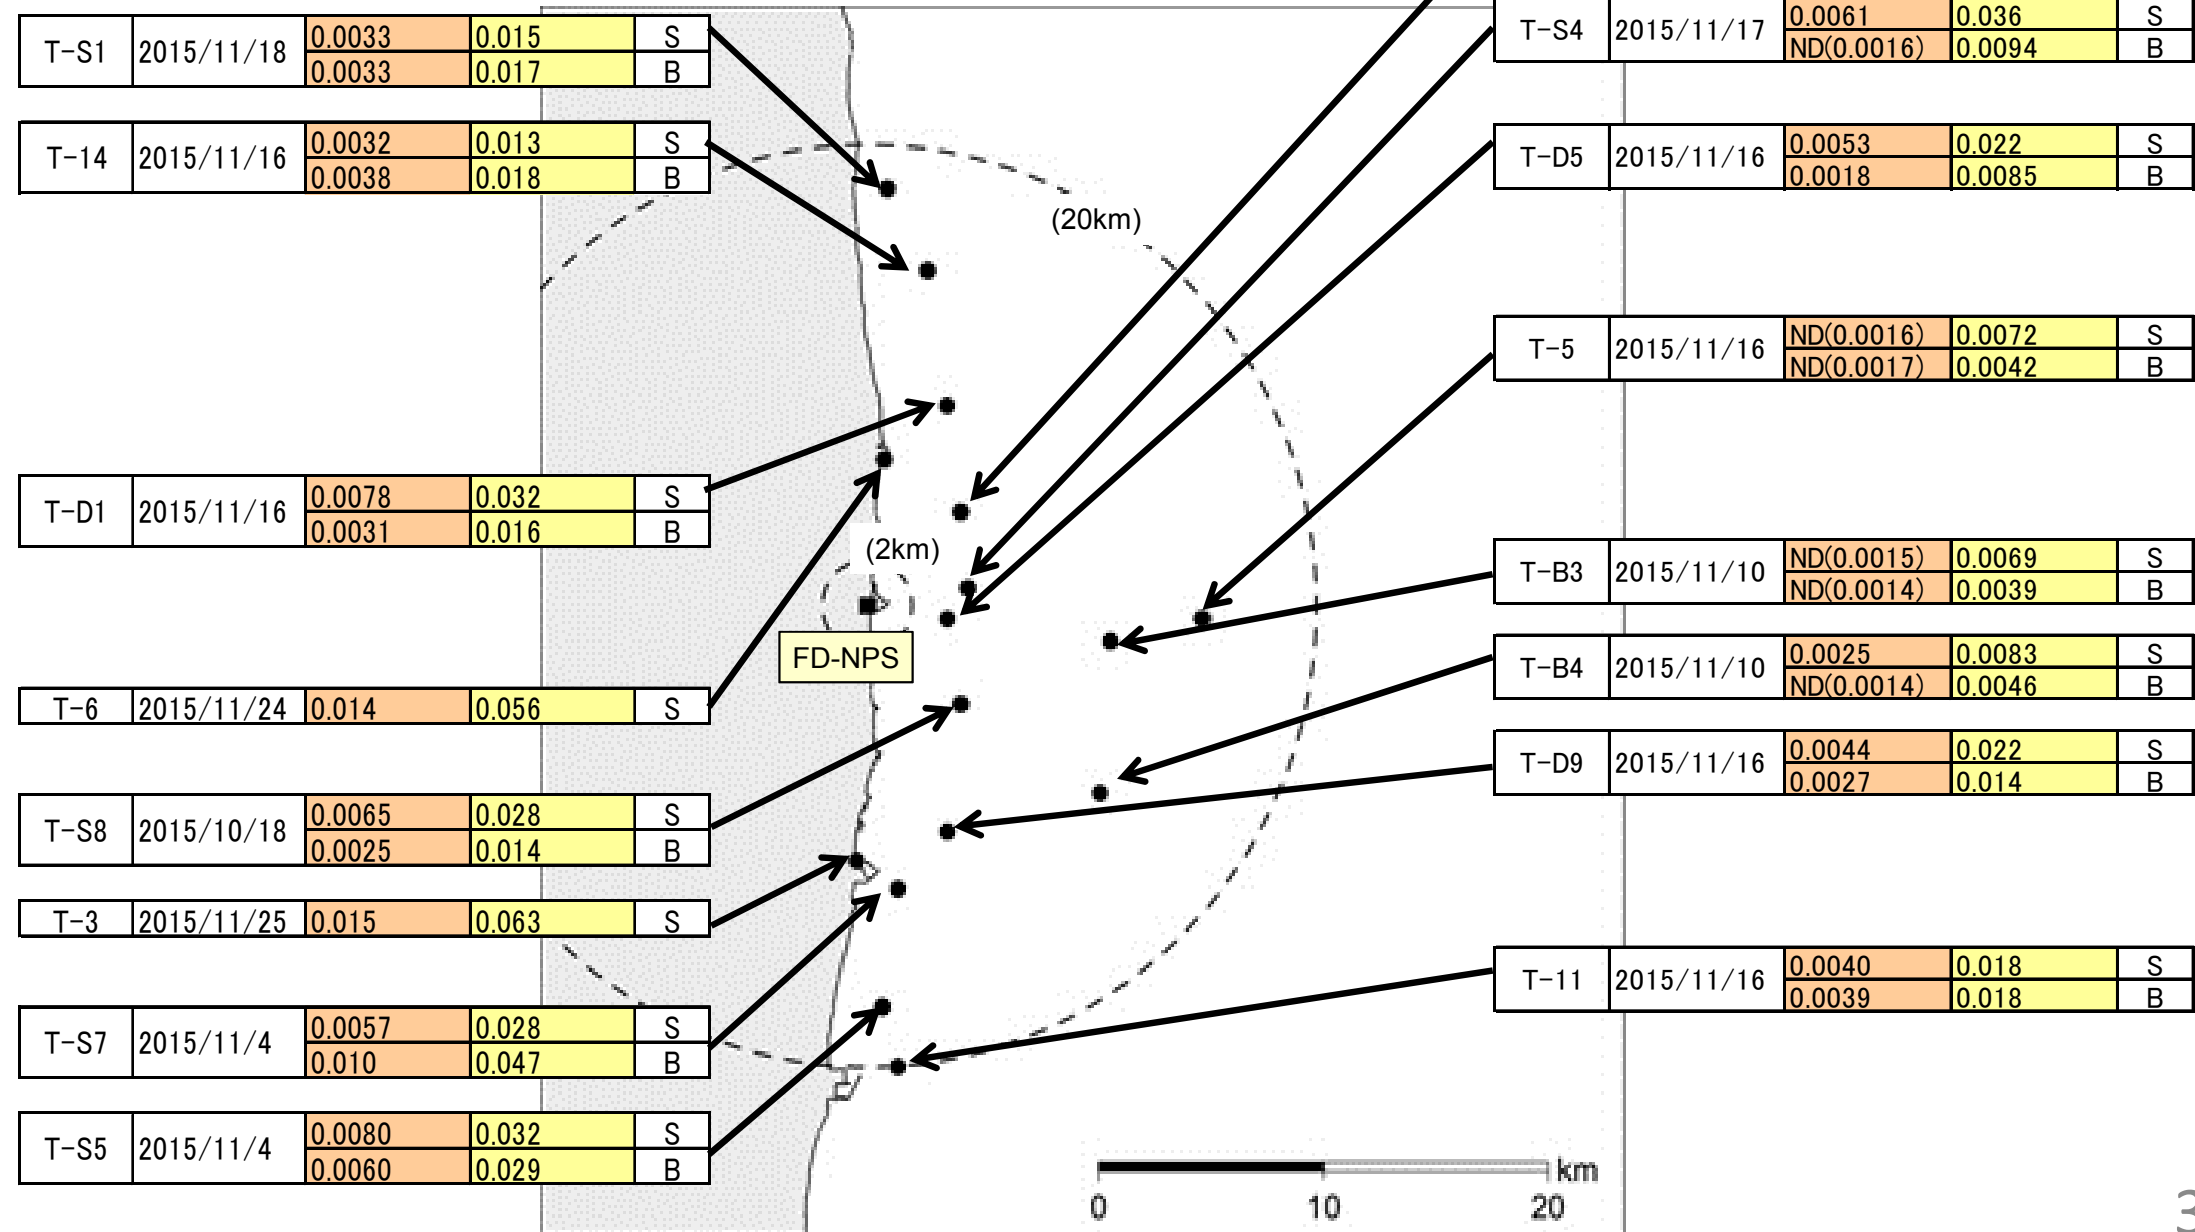 T-S1 2015/11/18 0.0033 0.015 S
0.0033 0.017 B
T-14 2015/11/16 0.0032 0.013 S
0.0038 0.018 B
T-D1 2015/11/16 0.0078 0.032 S
0.0031 0.016 B
T-6 2015/11/24 0.014 0.056 S
T-S8 2015/10/18 0.0065 0.028 S
0.0025 0.014 B
T-3 2015/11/25 0.015 0.063 S
T-S7 2015/11/4 0.0057 0.028 S
0.010 0.047 B
T-S5 2015/11/4 0.0080 0.032 S
0.0060 0.029 B
(20km)
(2km)
FD-NPS
T-S4 2015/11/17 0.0061 0.036 S
ND(0.0016) 0.0094 B
T-D5 2015/11/16 0.0053 0.022 S
0.0018 0.0085 B
T-5 2015/11/16 ND(0.0016) 0.0072 S
ND(0.0017) 0.0042 B
T-B3 2015/11/10 ND(0.0015) 0.0069 S
ND(0.0014) 0.0039 B
T-B4 2015/11/10 0.0025 0.0083 S
ND(0.0014) 0.0046 B
T-D9 2015/11/16 0.0044 0.022 S
0.0027 0.014 B
T-11 2015/11/16 0.0040 0.018 S
0.0039 0.018 B
km
0 10 20